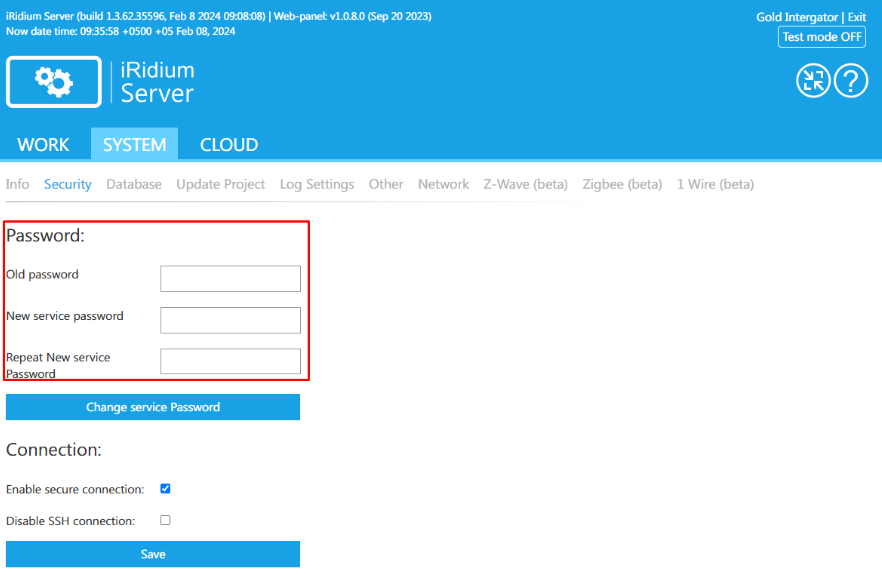 iRidium Server (build 1.3.62.35596, Feb 8 2024 09:08:08) | Web-panel: v1.0.8.0 (Sep 20 2023)
Now date time: 09:35:58 +0500 +05 Feb 08, 2024
Gold Intergator | Exit
Test mode OFF
iRidium
Server
?
WORK SYSTEM CLOUD
Info Security Database Update Project Log Settings Other Network Z-Wave (beta) Zigbee (beta) 1 Wire (beta)
Password:
Old password
New service password
Repeat New service
Password
Change service Password
Connection:
Enable secure connection:
Disable SSH connection:
Save